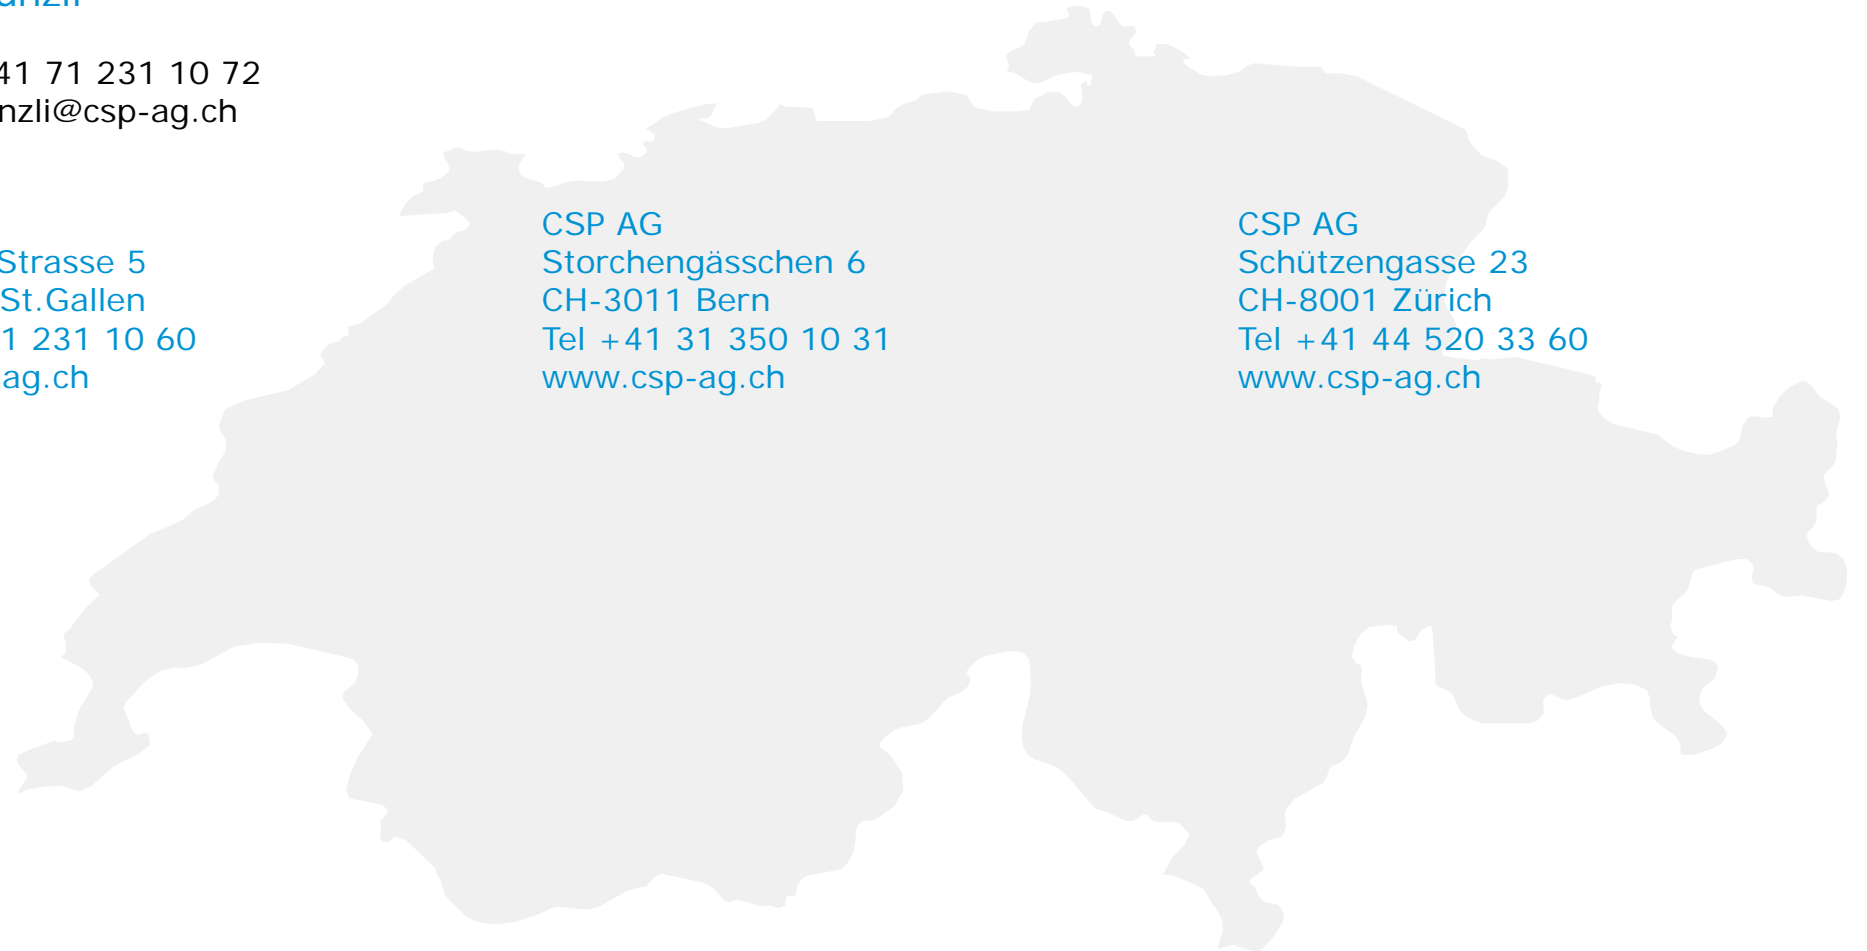 41 71 231 10 72
nzli@csp-ag.ch
Strasse 5
St.Gallen
1 231 10 60
ag.ch
CSP AG
Storchengässchen 6
CH-3011 Bern
Tel +41 31 350 10 31
www.csp-ag.ch
CSP AG
Schützengasse 23
CH-8001 Zürich
Tel +41 44 520 33 60
www.csp-ag.ch